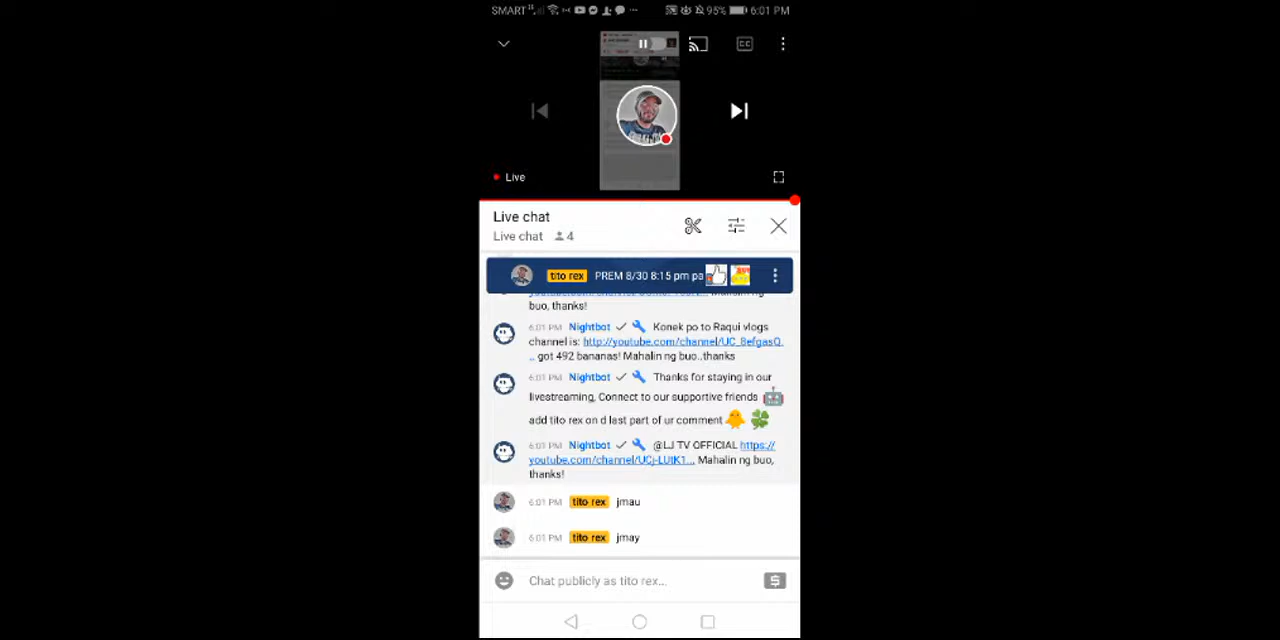 SMART 95% 6:01 PM
CC
Live
Live chat
Live chat 4
tito rex PREM 8/30 8:15 pm pa
buo, thanks!
6:01 PM Nightbot Konek po to Raqui vlogs
channel is: http://youtube.com/channel/UC_8efgasQ.
.. got 492 bananas! Mahalin ng buo..thanks
6:01 PM Nightbot Thanks for staying in our
livestreaming, Connect to our supportive friends
add tito rex on d last part of ur comment
6:01 PM Nightbot @LJ TV OFFICIAL https://
youtube.com/channel/UCj-LUtK1... Mahalin ng buo,
thanks!
6:01 PM tito rex jmau
6:01 PM tito rex jmay
Chat publicly as tito rex...
$